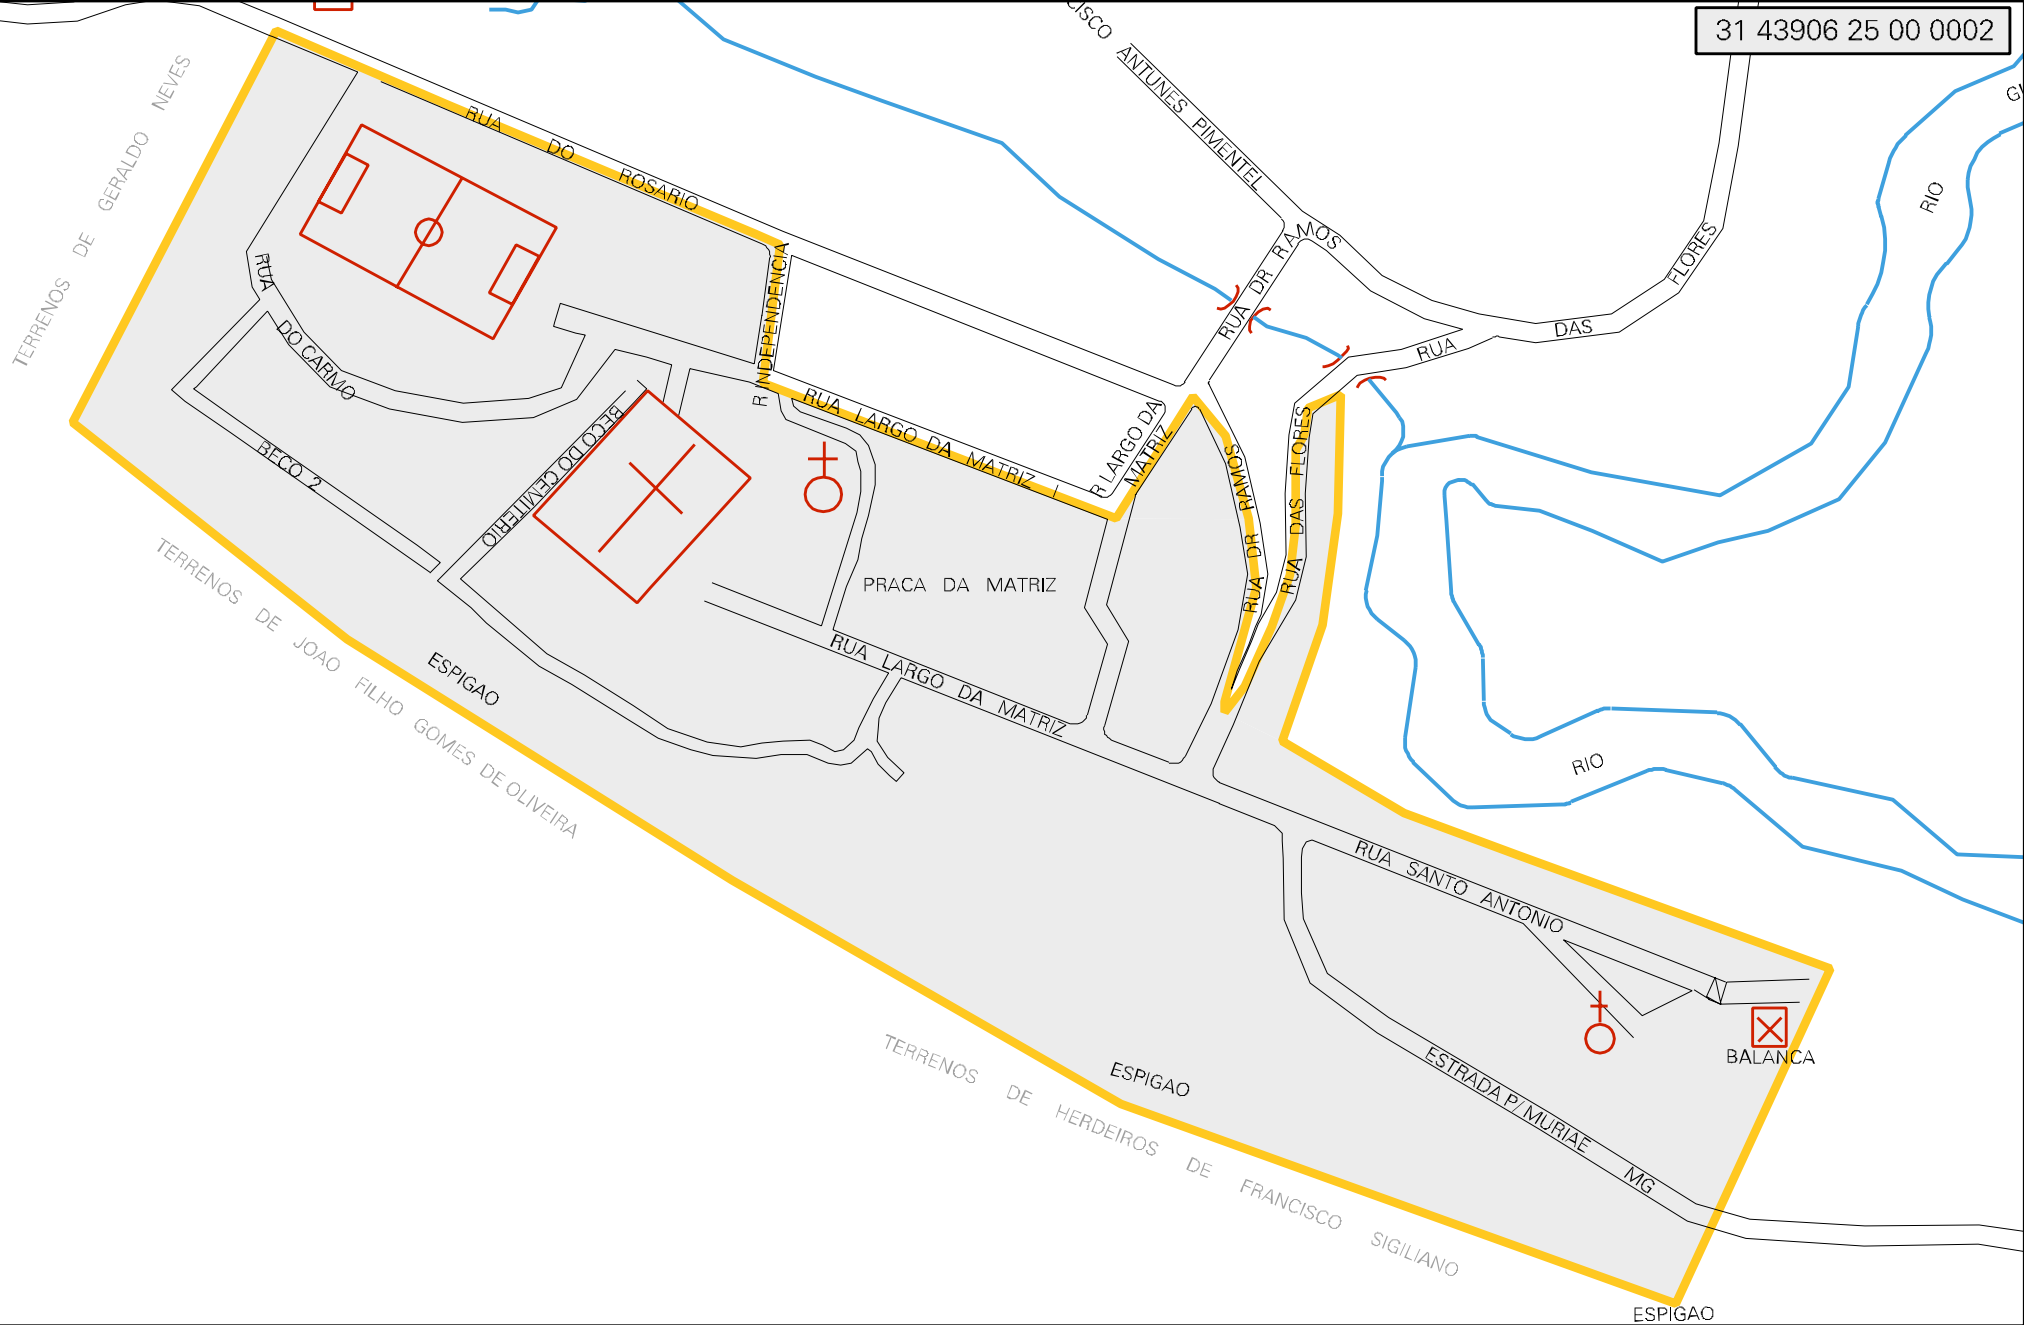 31 43906 25 00 0002
CISCO ANTUNES PIMENTEL
TERRENOS DE GERALDO NEVES
RUA DO ROSARIO
RIO
RUA DR RAMOS
RUA DAS FLORES
R INDEPENDENCIA
RUA DO CARMO
RUA LARGO DA MATRIZ I
R LARGO DA
MATRIZ
BECO DO CEMITERIO
BECO 2
RUA DR RAMOS
RUA DAS FLORES
PRACA DA MATRIZ
TERRENOS DE JOAO FILHO GOMES DE OLIVEIRA
ESPIGAO
RUA LARGO DA MATRIZ
RIO
RUA SANTO ANTONIO
BALANCA
ESTRADA P/ MURIAE MG
ESPIGAO
TERRENOS DE HERDEIROS DE FRANCISCO SIGILIANO
ESPIGAO